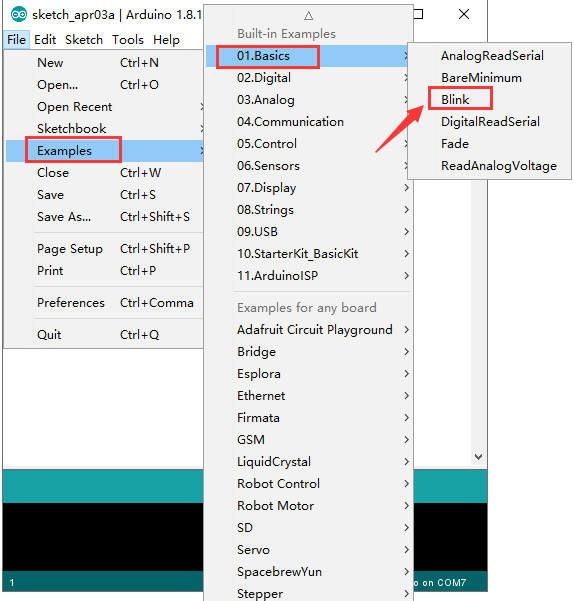 sketch_apr03a | Arduino 1.8.1
File Edit Sketch Tools Help
New Ctrl+N
Open... Ctrl+O
Open Recent
Sketchbook
Examples
Close Ctrl+W
Save Ctrl+S
Save As... Ctrl+Shift+S
Page Setup Ctrl+Shift+P
Print Ctrl+P
Preferences Ctrl+Comma
Quit Ctrl+Q
Built-in Examples
01.Basics
02.Digital
03.Analog
04.Communication
05.Control
06.Sensors
07.Display
08.Strings
09.USB
10.StarterKit_BasicKit
11.ArduinoISP
Examples for any board
Adafruit Circuit Playground
Bridge
Esplora
Ethernet
Firmata
GSM
LiquidCrystal
Robot Control
Robot Motor
SD
Servo
SpacebrewYun
Stepper
AnalogReadSerial
BareMinimum
Blink
DigitalReadSerial
Fade
ReadAnalogVoltage
1
o on COM7